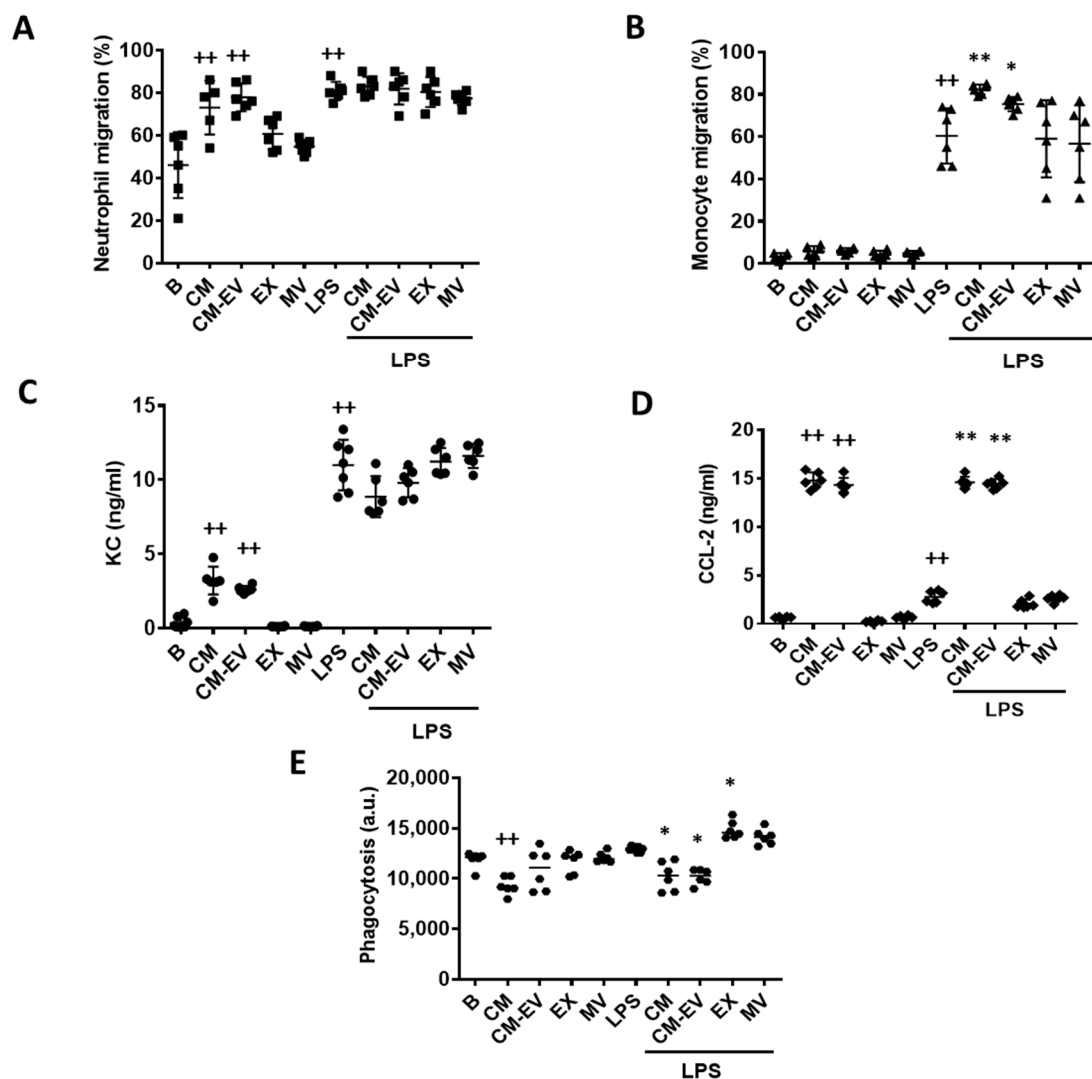 A
Neutrophil migration (%)
100
80
60
40
20
0
++
++
++
B
CM
CM-EV
EX
MV
LPS
CM
CM-EV
EX
MV
LPS
B
Monocyte migration (%)
100
80
60
40
20
0
++
**
*
B
CM
CM-EV
EX
MV
LPS
CM
CM-EV
EX
MV
LPS
C
KC (ng/ml)
15
10
5
0
++
++
++
B
CM
CM-EV
EX
MV
LPS
CM
CM-EV
EX
MV
LPS
D
CCL-2 (ng/ml)
20
15
10
5
0
++
++
++
**
**
B
CM
CM-EV
EX
MV
LPS
CM
CM-EV
EX
MV
LPS
E
Phagocytosis (a.u.)
20,000
15,000
10,000
5,000
0
++
*
*
*
B
CM
CM-EV
EX
MV
LPS
CM
CM-EV
EX
MV
LPS